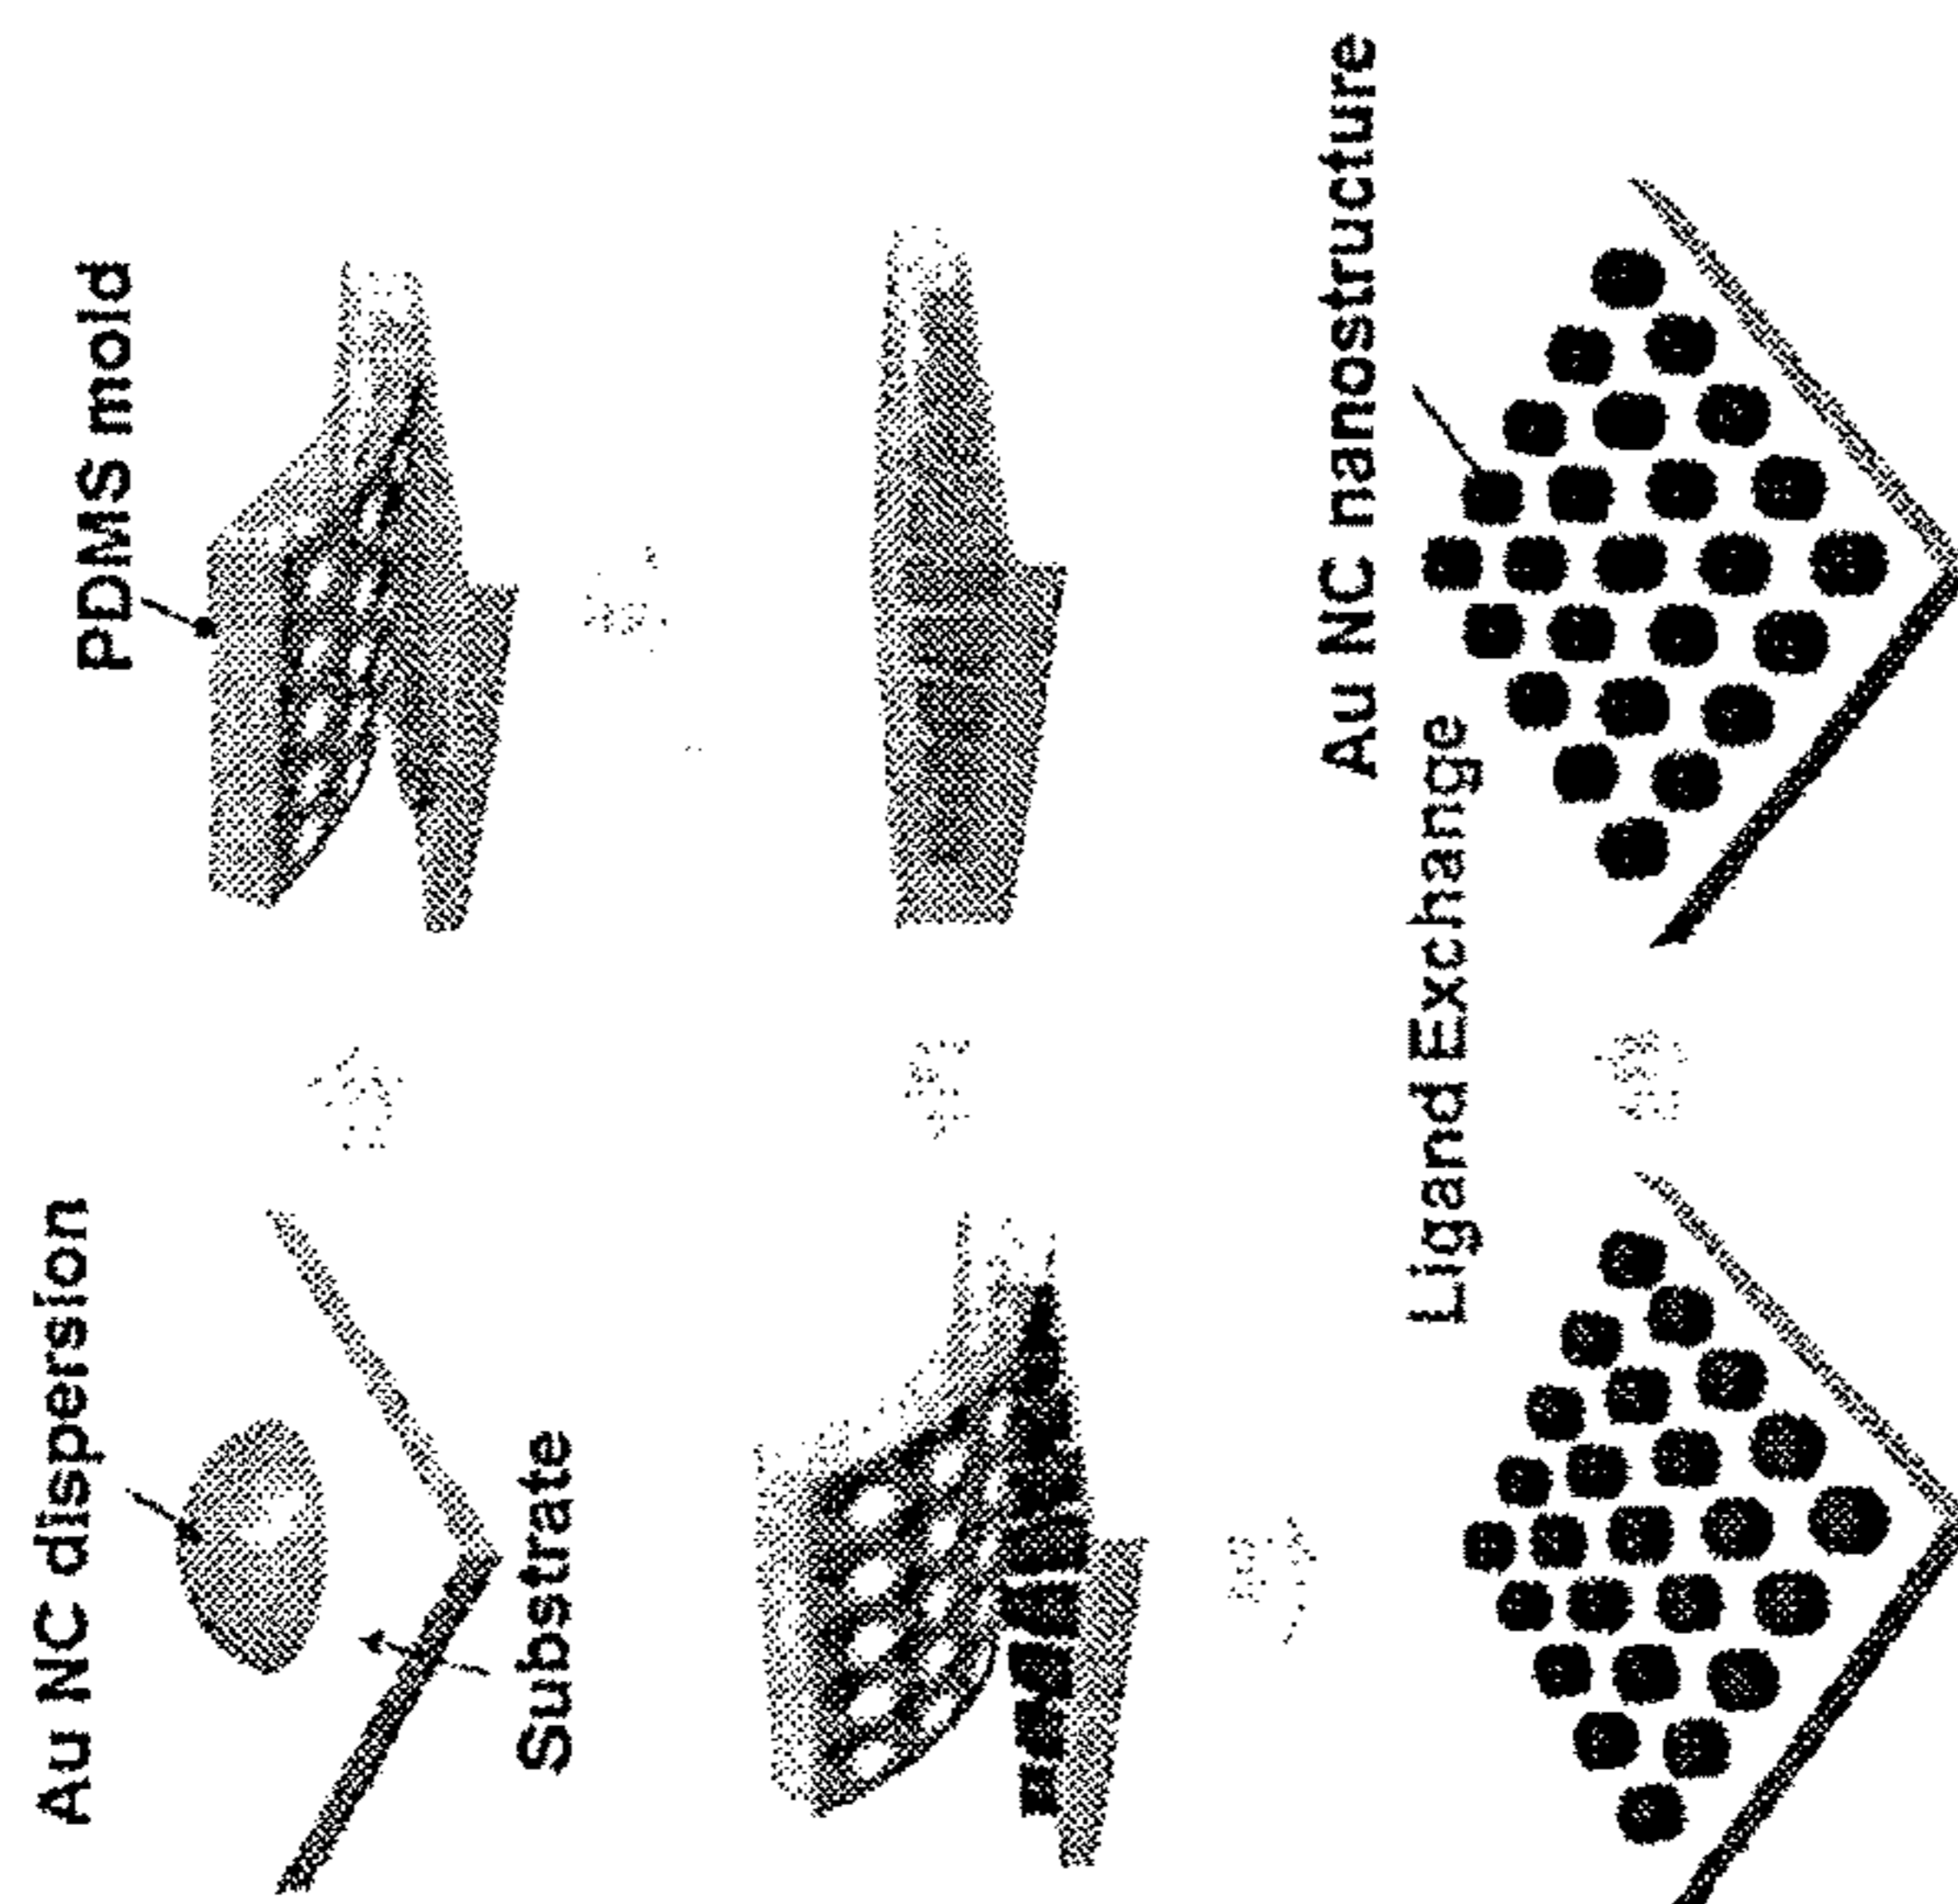 Au NC dispersion
PDMS mold
Substrate
Ligand Exchange
Au NC nanostructure